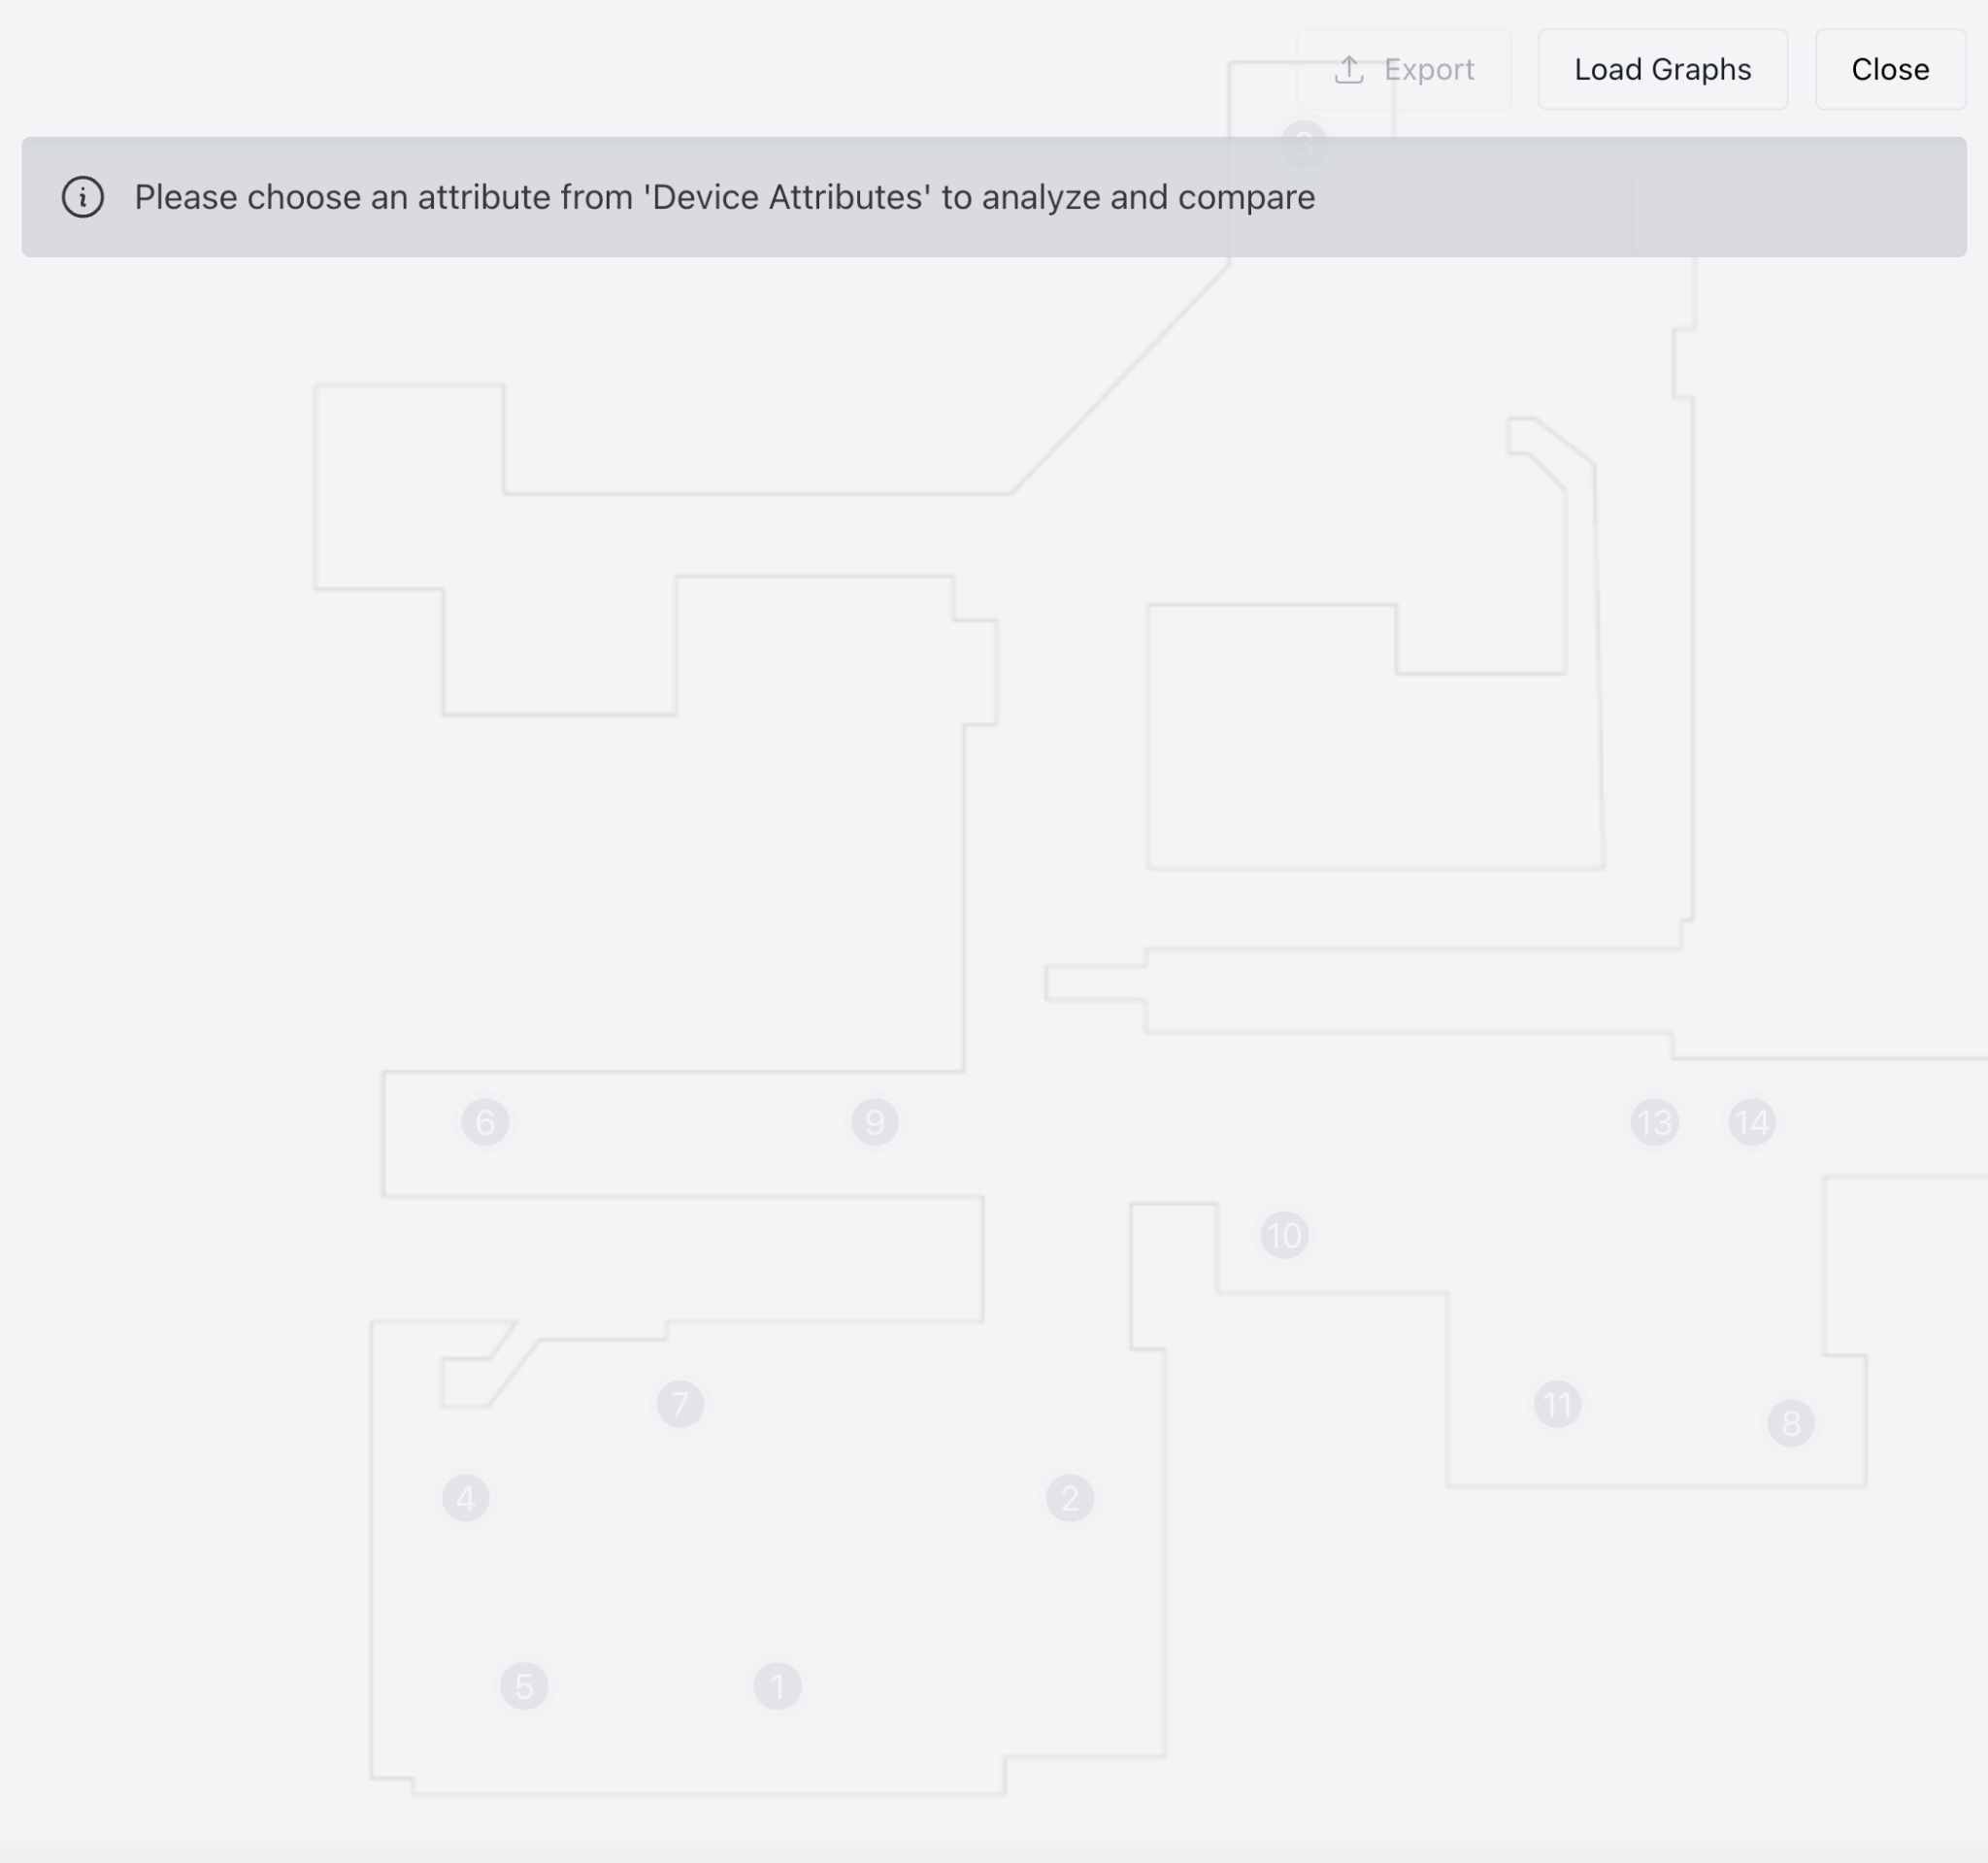 Export Load Graphs Close
3
Please choose an attribute from 'Device Attributes' to analyze and compare
6 9 13 14
10
7 11 8
4 2
5 1